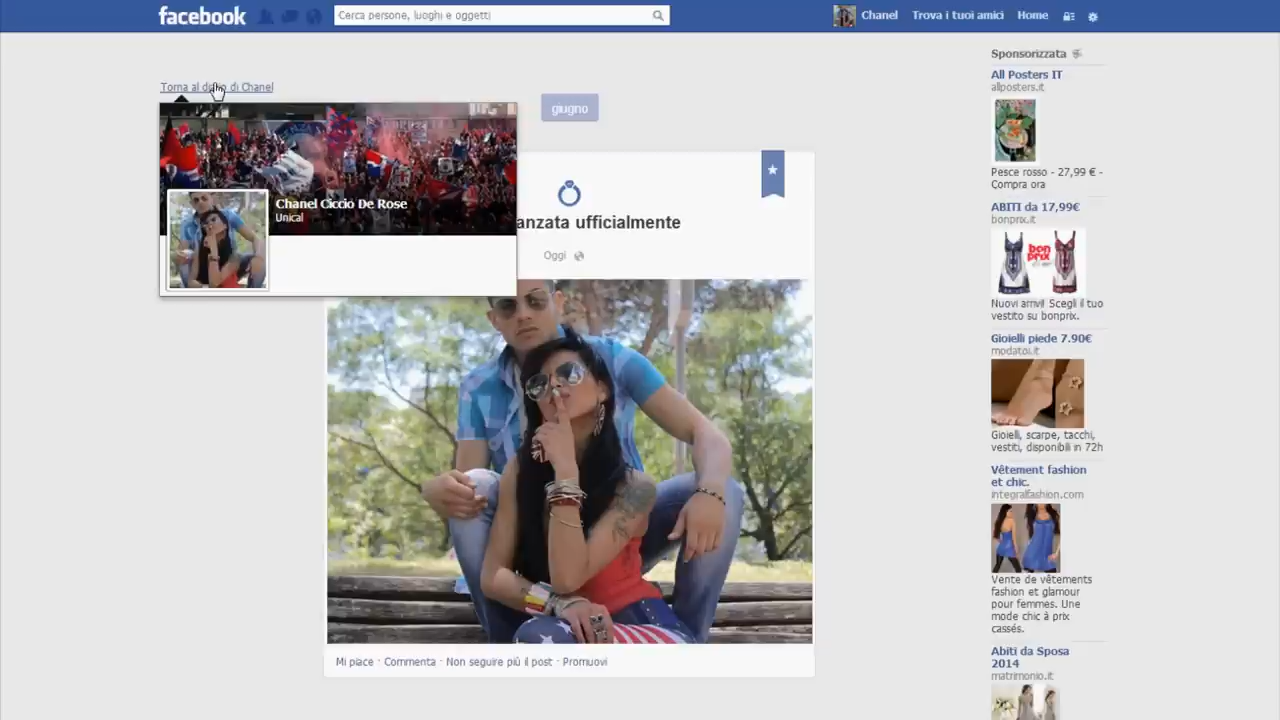 facebook
Cerca persone, luoghi e oggetti
Chanel
Trova i tuoi amici
Home
Torna al di di Chanel
giugno
Chanel Ciccio De Rose
Unical
anzata ufficialmente
Oggi
Mi piace · Commenta · Non seguire più il post · Promuovi
Sponsorizzata
All Posters IT
allposters.it
Pesce rosso - 27,99 € -
Compra ora
ABITI da 17,99€
bonprix.it
bon
prix
Nuovi arrivi! Scegli il tuo
vestito su bonprix.
Gioielli piede 7.90€
modatoi.it
Gioielli, scarpe, tacchi,
vestiti, disponibili in 72h
Vêtement fashion
et chic.
integralfashion.com
Vente de vêtements
fashion et glamour
pour femmes. Une
mode chic à prix
cassés.
Abiti da Sposa
2014
matrimonio.it